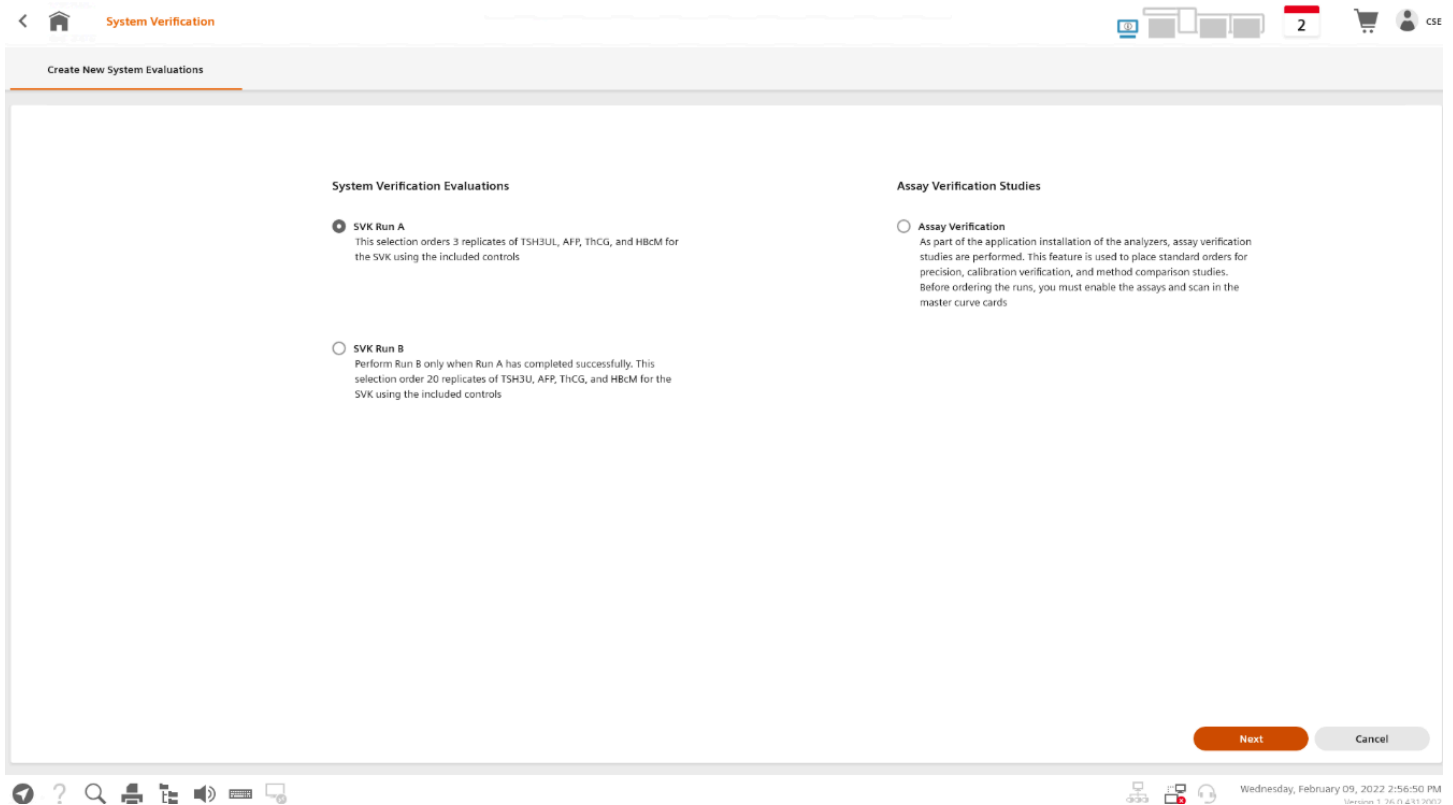 System Verification
2
CSE
Create New System Evaluations
System Verification Evaluations
SVK Run A
This selection orders 3 replicates of TSH3UL, AFP, ThCG, and HBcM for
the SVK using the included controls
SVK Run B
Perform Run B only when Run A has completed successfully. This
selection order 20 replicates of TSH3U, AFP, ThCG, and HBcM for the
SVK using the included controls
Assay Verification Studies
Assay Verification
As part of the application installation of the analyzers, assay verification
studies are performed. This feature is used to place standard orders for
precision, calibration verification, and method comparison studies.
Before ordering the runs, you must enable the assays and scan in the
master curve cards
Next
Cancel
Wednesday, February 09, 2022 2:56:50 PM
Version 1.26.0.4312002